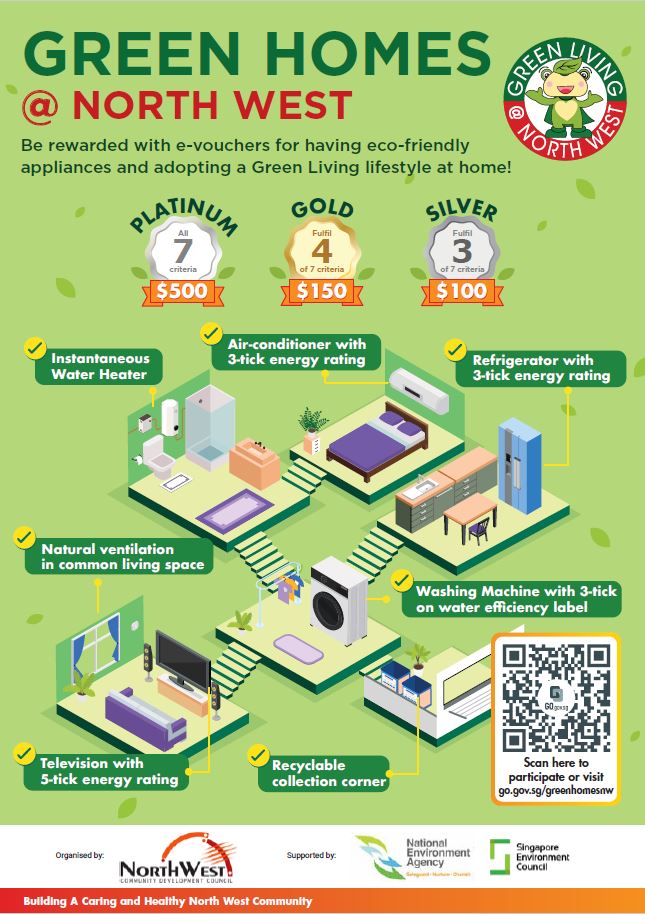 GREEN HOMES
@ NORTH WEST
GREEN LIVING
@ NORTH WEST
Be rewarded with e-vouchers for having eco-friendly
appliances and adopting a Green Living lifestyle at home!
PLATINUM
All
7
criteria
$500
GOLD
Fulfil
4
of 7 criteria
$150
SILVER
Fulfil
3
of 7 criteria
$100
Instantaneous
Water Heater
Air-conditioner with
3-tick energy rating
Refrigerator with
3-tick energy rating
Natural ventilation
in common living space
Washing Machine with 3-tick
on water efficiency label
Television with
5-tick energy rating
Recyclable
collection corner
GO.gov.sg
Scan here to
participate or visit
go.gov.sg/greenhomesnw
Organised by:
NORTHWEST
COMMUNITY DEVELOPMENT COUNCIL
Supported by:
National
Environment
Agency
Safeguard • Nurture • Cherish
Singapore
Environment
Council
Building A Caring and Healthy North West Community